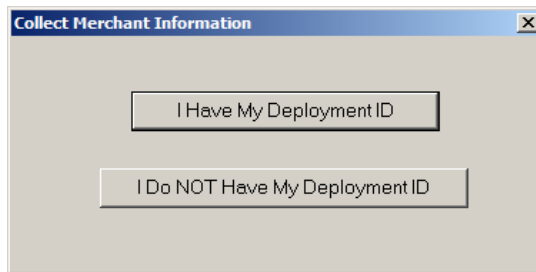 Collect Merchant Information
I Have My Deployment ID
I Do NOT Have My Deployment ID